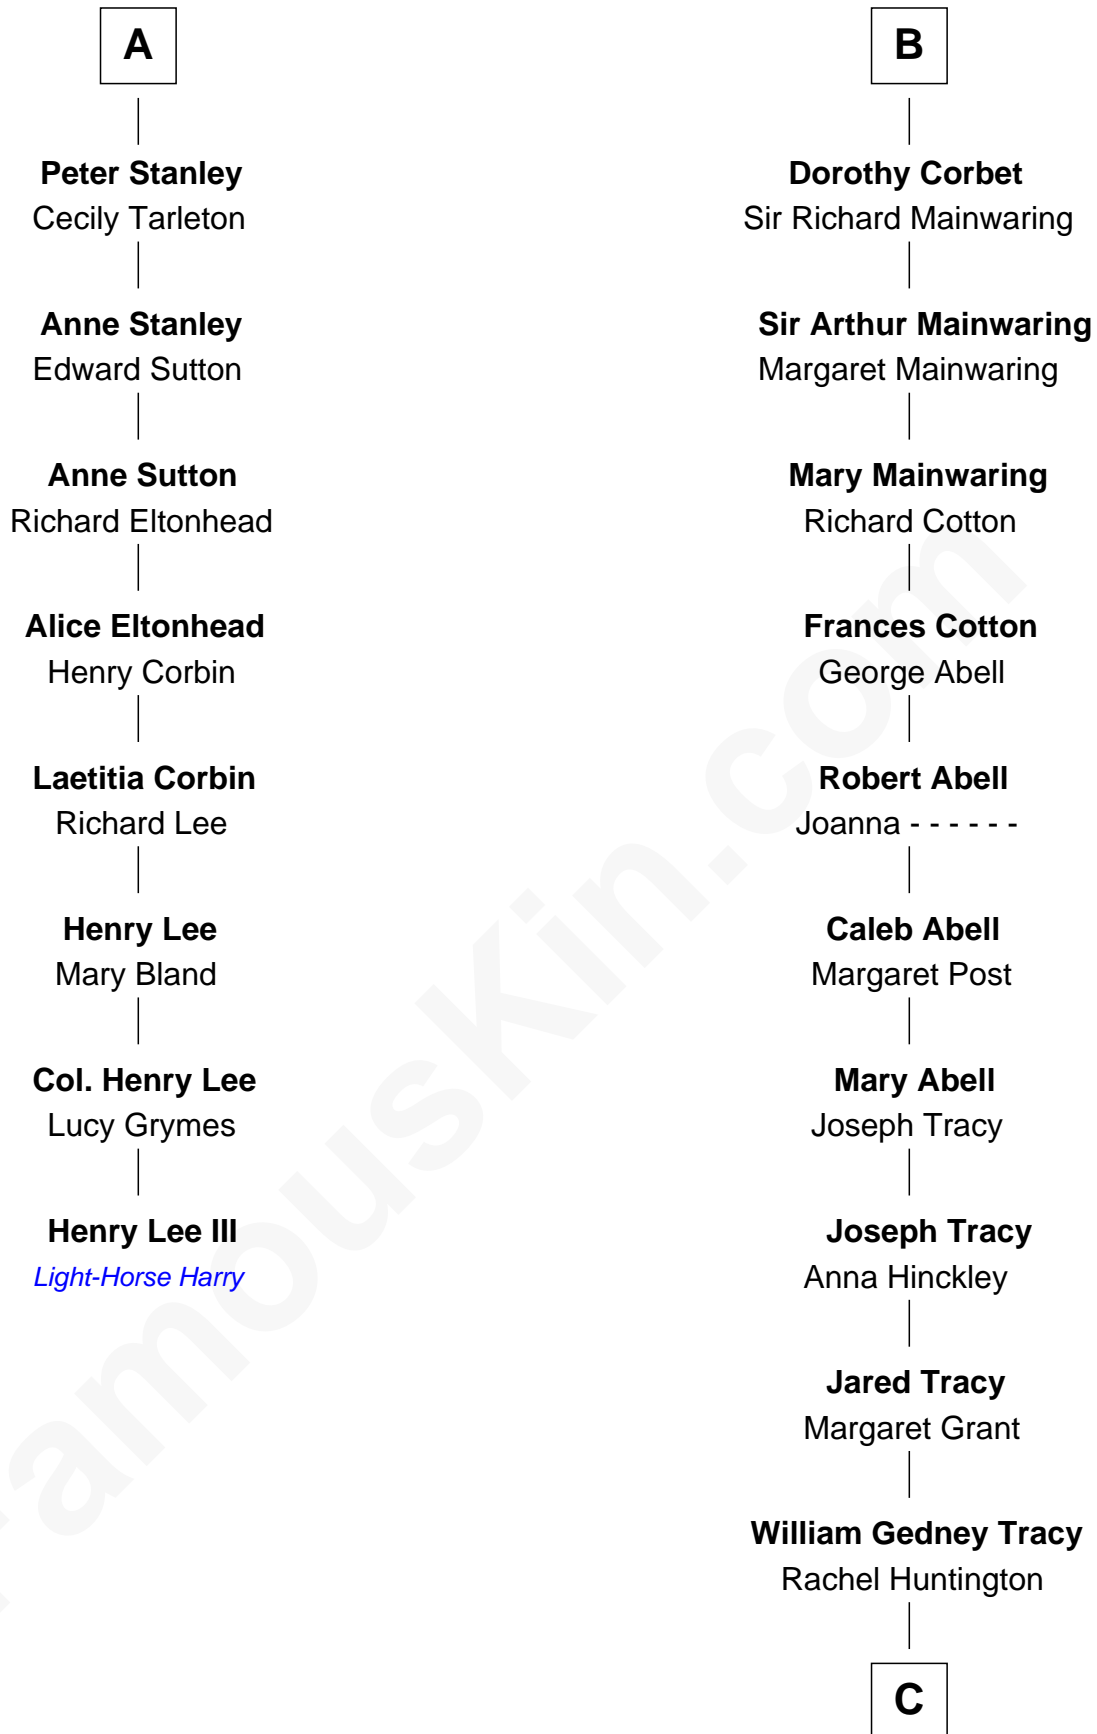 A
Peter Stanley
Cecily Tarleton
Anne Stanley
Edward Sutton
Anne Sutton
Richard Eltonhead
Alice Eltonhead
Henry Corbin
Laetitia Corbin
Richard Lee
Henry Lee
Mary Bland
Col. Henry Lee
Lucy Grymes
Henry Lee III
Light-Horse Harry
B
Dorothy Corbet
Sir Richard Mainwaring
Sir Arthur Mainwaring
Margaret Mainwaring
Mary Mainwaring
Richard Cotton
Frances Cotton
George Abell
Robert Abell
Joanna - - - - - -
Caleb Abell
Margaret Post
Mary Abell
Joseph Tracy
Joseph Tracy
Anna Hinckley
Jared Tracy
Margaret Grant
William Gedney Tracy
Rachel Huntington
C
FamousKin.com